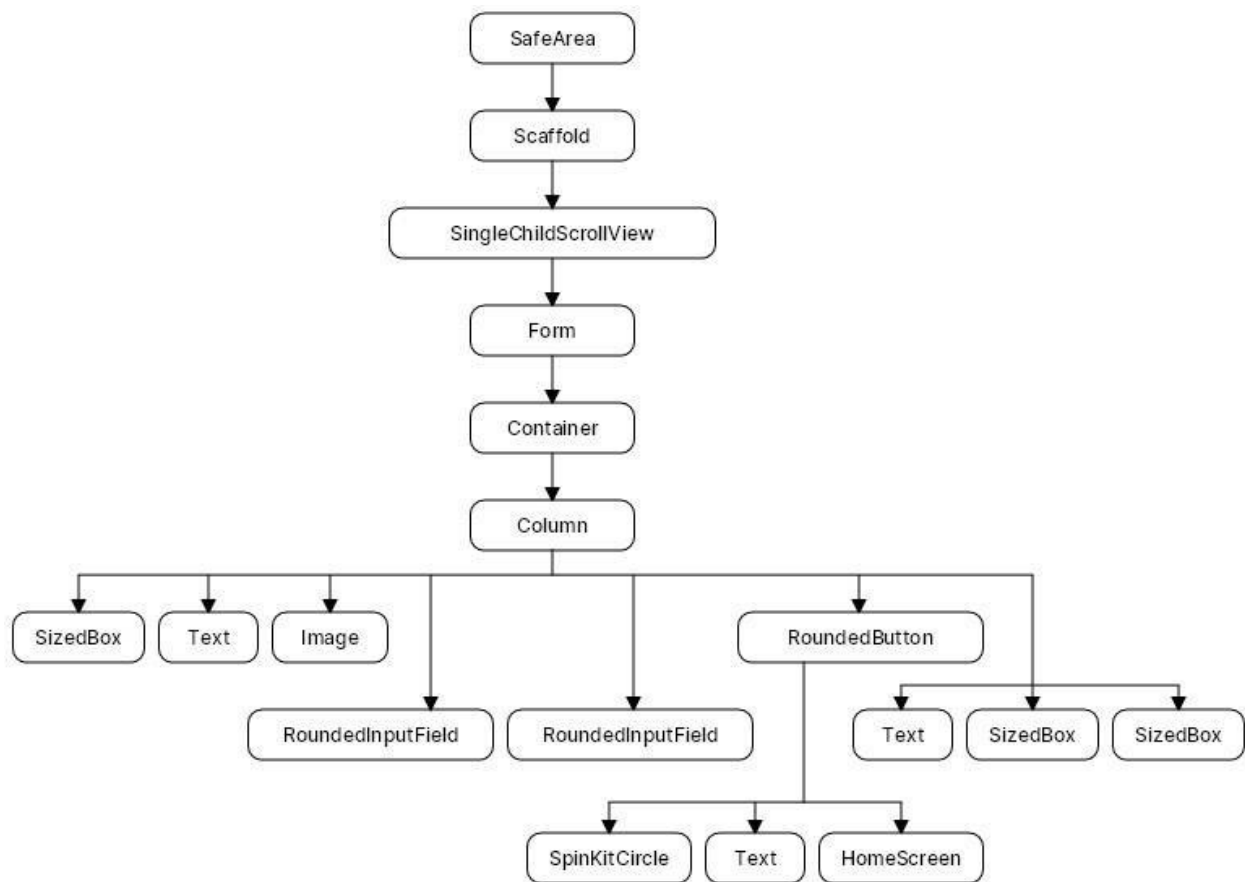 SafeArea
Scaffold
SingleChildScrollView
Form
Container
Column
SizedBox
Text
Image
RoundedButton
RoundedInputField
RoundedInputField
Text
SizedBox
SizedBox
SpinKitCircle
Text
HomeScreen